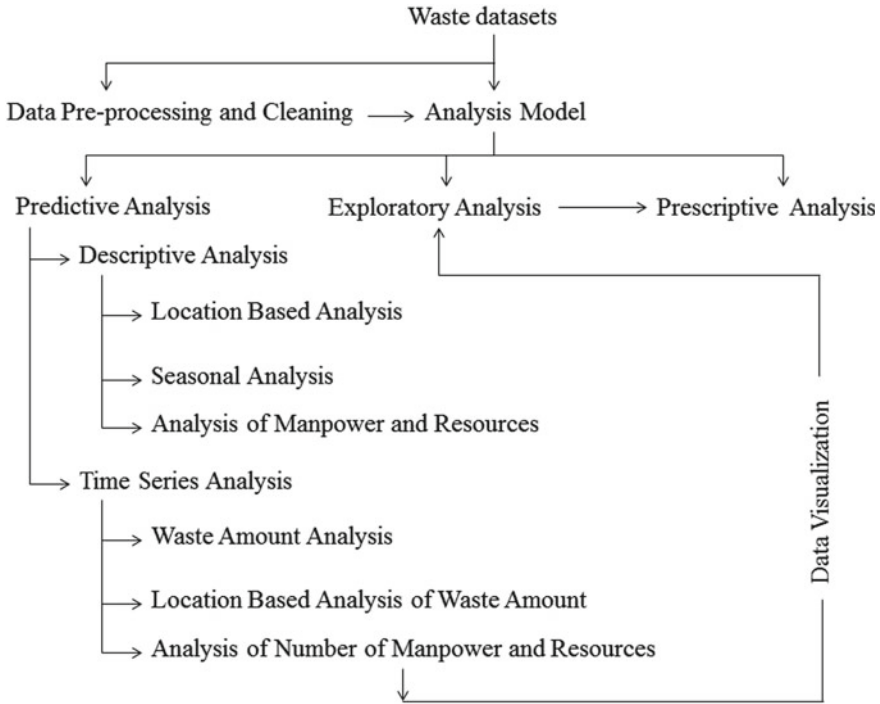 Waste datasets
Data Pre-processing and Cleaning
Analysis Model
Predictive Analysis
Exploratory Analysis
Prescriptive Analysis
Descriptive Analysis
Location Based Analysis
Seasonal Analysis
Analysis of Manpower and Resources
Time Series Analysis
Waste Amount Analysis
Location Based Analysis of Waste Amount
Analysis of Number of Manpower and Resources
Data Visualization